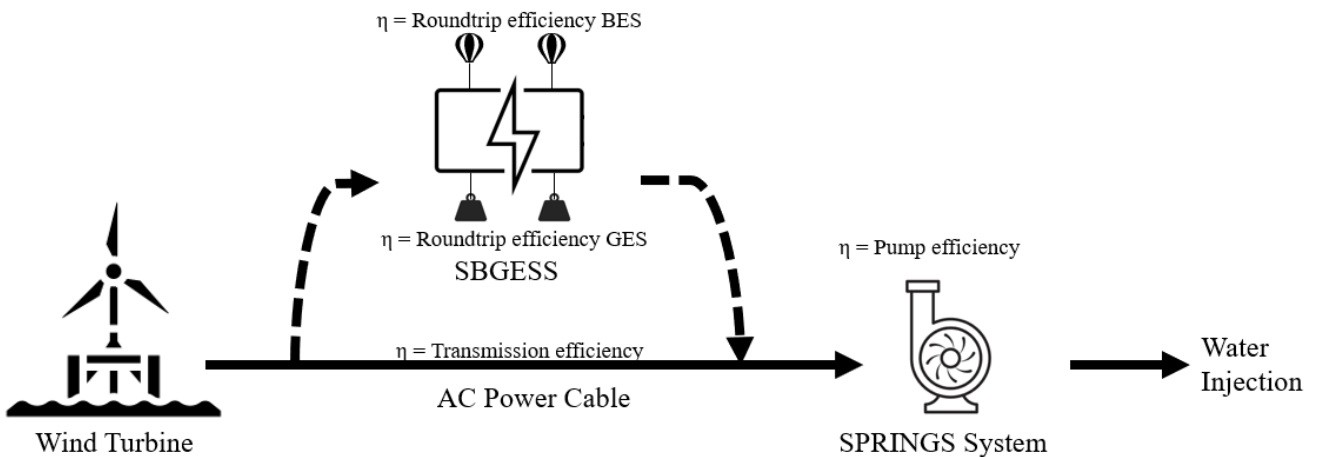 η = Roundtrip efficiency BES
η = Roundtrip efficiency GES
SBGESS
η = Pump efficiency
η = Transmission efficiency
AC Power Cable
Water
Injection
Wind Turbine
SPRINGS System